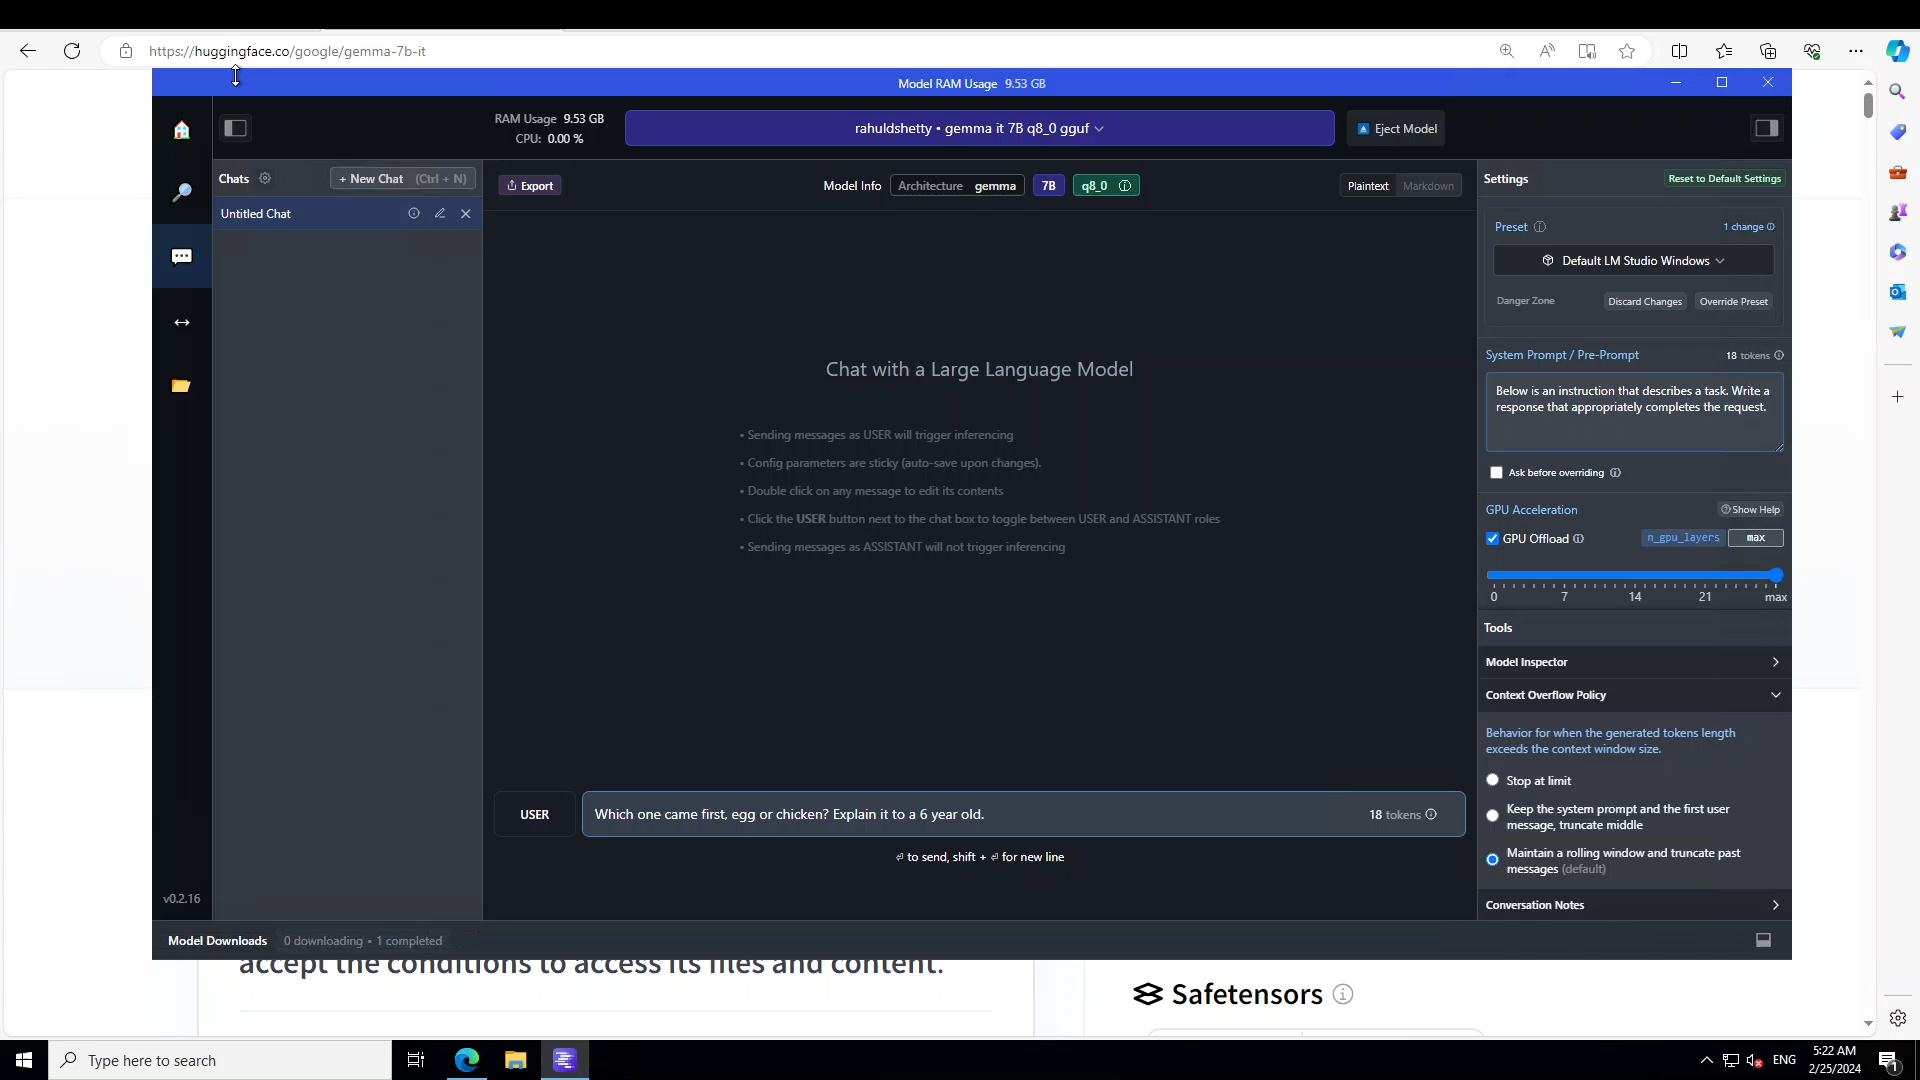 https://huggingface.co/google/gemma-7b-it
Model RAM Usage 9.53 GB
RAM Usage 9.53 GB
CPU: 0.00 %
rahuldshetty • gemma it 7B q8_0 gguf
Eject Model
Chats
+ New Chat (Ctrl + N)
Export
Model Info Architecture gemma 7B q8_0
Plaintext Markdown
Settings
Reset to Default Settings
Untitled Chat
Preset
1 change
Default LM Studio Windows
Danger Zone
Discard Changes
Override Preset
System Prompt / Pre-Prompt
18 tokens
Below is an instruction that describes a task. Write a
response that appropriately completes the request.
Ask before overriding
GPU Acceleration
Show Help
GPU Offload
n_gpu_layers max
0 7 14 21 max
Chat with a Large Language Model
• Sending messages as USER will trigger inferencing
• Config parameters are sticky (auto-save upon changes).
• Double click on any message to edit its contents
• Click the USER button next to the chat box to toggle between USER and ASSISTANT roles
• Sending messages as ASSISTANT will not trigger inferencing
Tools
Model Inspector
Context Overflow Policy
Behavior for when the generated tokens length
exceeds the context window size.
Stop at limit
Keep the system prompt and the first user
message, truncate middle
Maintain a rolling window and truncate past
messages (default)
Conversation Notes
USER
Which one came first, egg or chicken? Explain it to a 6 year old.
18 tokens
⏎ to send, shift + ⏎ for new line
v0.2.16
Model Downloads 0 downloading • 1 completed
accept the conditions to access its files and content.
Safetensors
Type here to search
ENG
5:22 AM
2/25/2024
1